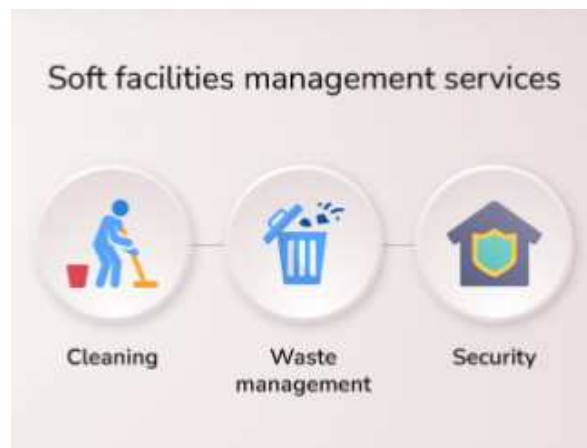 Soft facilities management services
Cleaning
Waste
management
Security